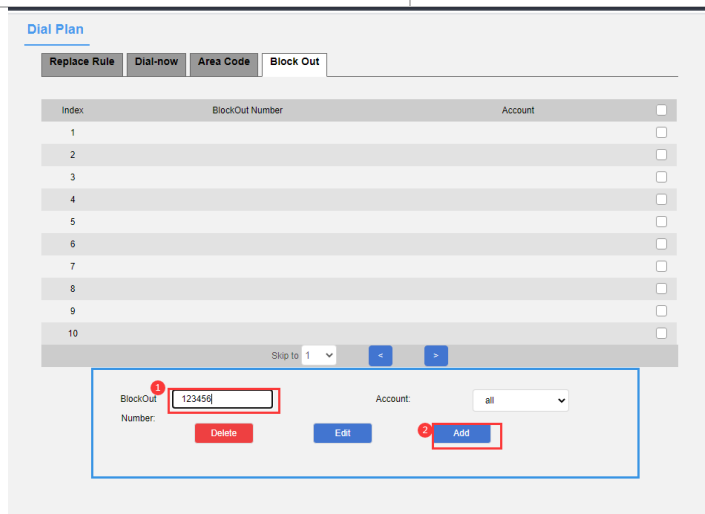 Dial Plan
Replace Rule Dial-now Area Code Block Out
Index BlockOut Number Account
1
2
3
4
5
6
7
8
9
10
Skip to 1 < >
1
BlockOut 123456 Account: all
Number:
Delete Edit 2 Add